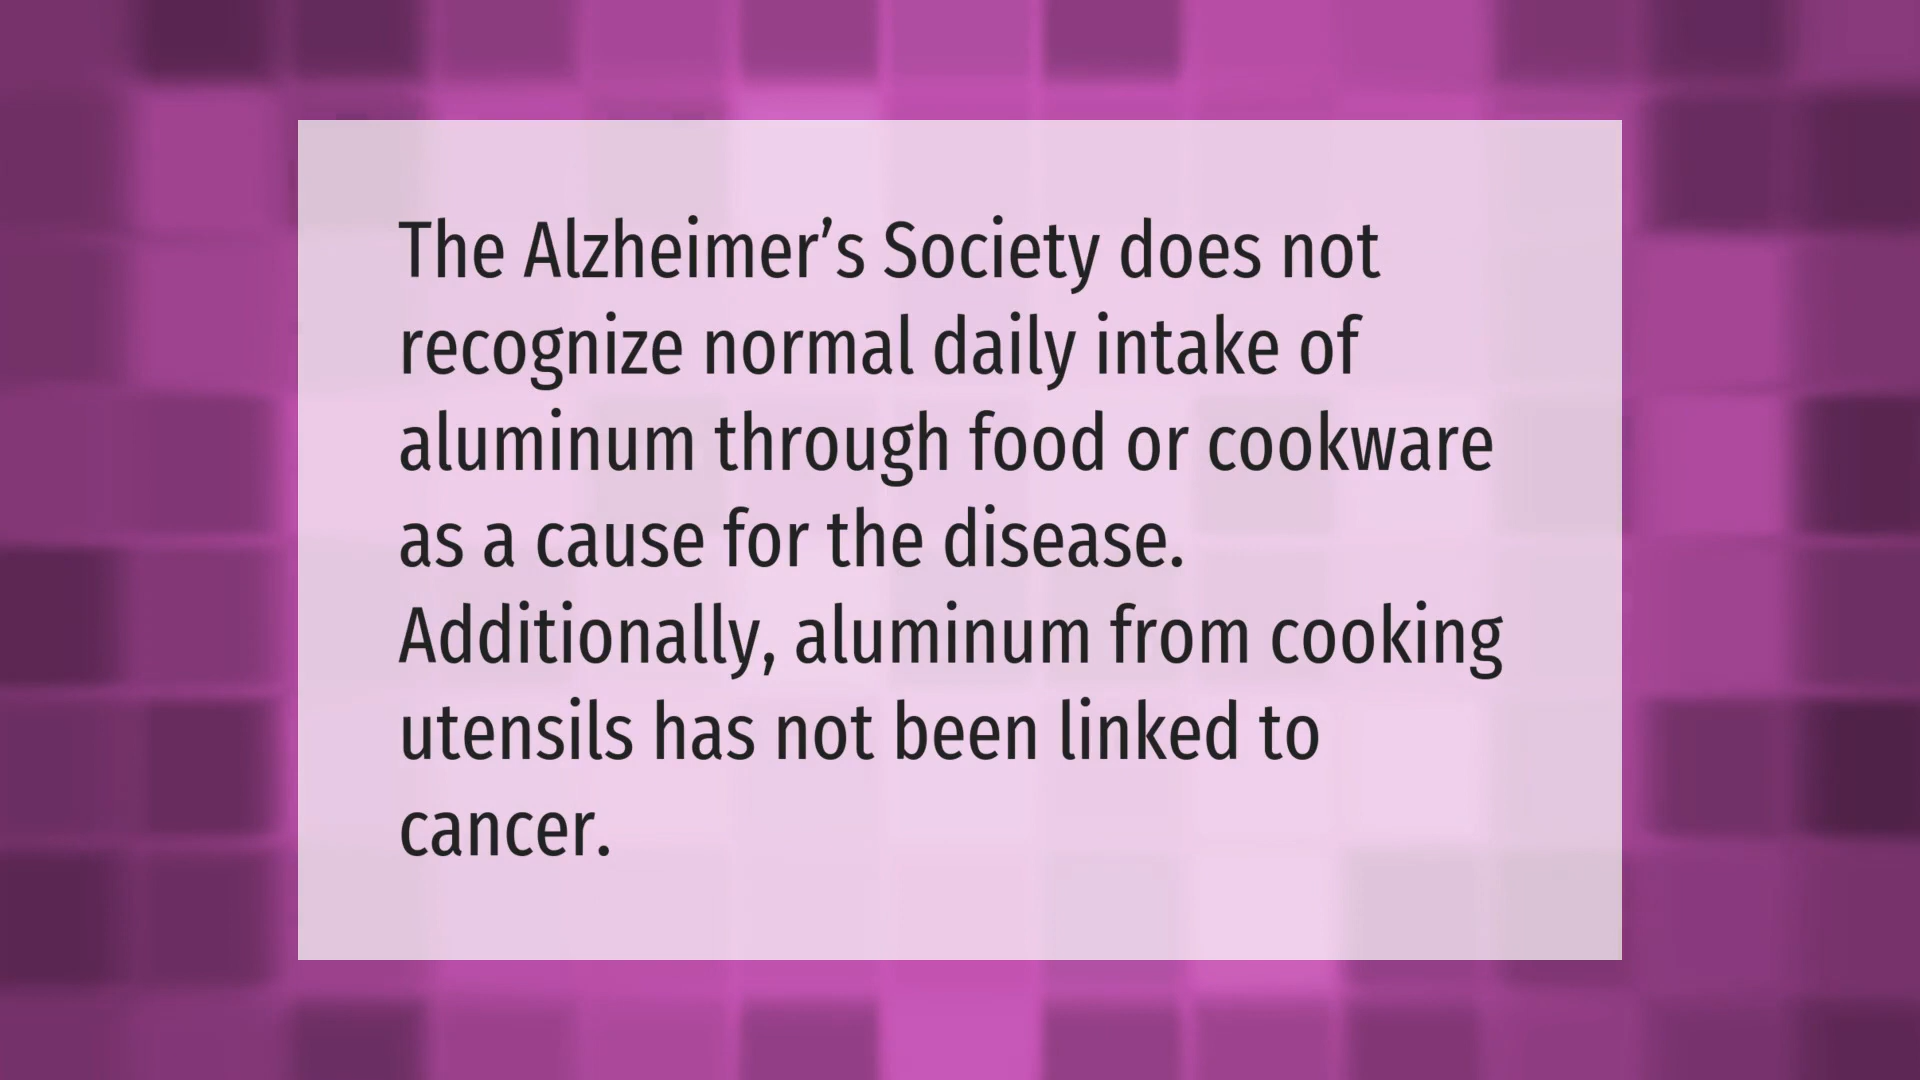 The Alzheimer’s Society does not
recognize normal daily intake of
aluminum through food or cookware
as a cause for the disease.
Additionally, aluminum from cooking
utensils has not been linked to
cancer.